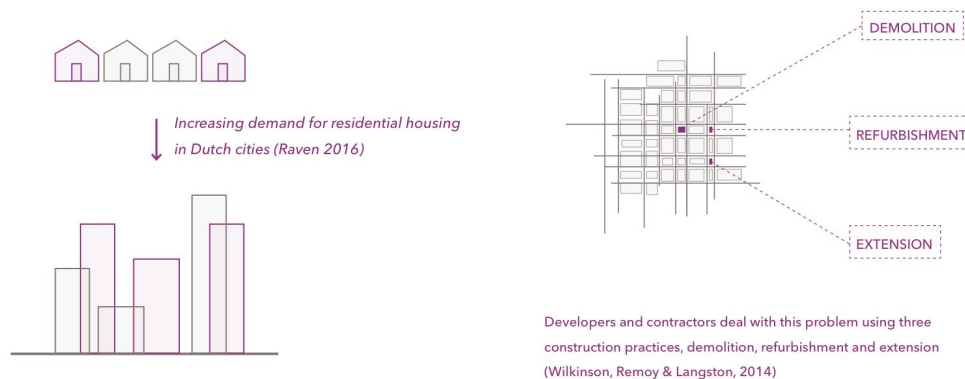 Increasing demand for residential housing
in Dutch cities (Raven 2016)
DEMOLITION
REFURBISHMENT
EXTENSION
Developers and contractors deal with this problem using three
construction practices, demolition, refurbishment and extension
(Wilkinson, Remoy & Langston, 2014)